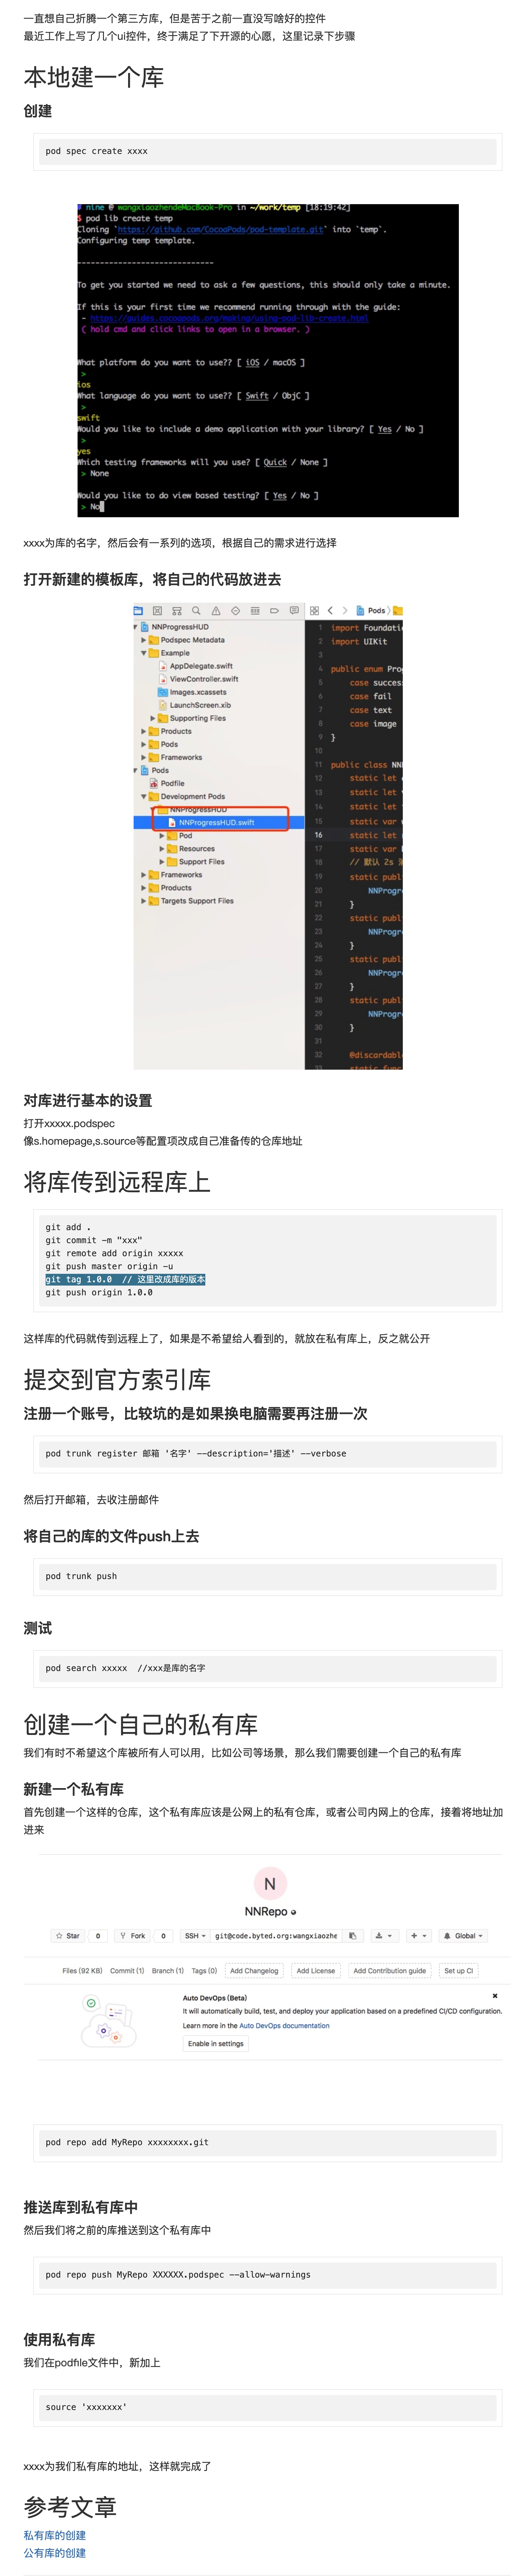 一直想自己折腾一个第三方库，但是苦于之前一直没写啥好的控件
最近工作上写了几个ui控件，终于满足了下开源的心愿，这里记录下步骤
本地建一个库
创建
pod spec create xxxx
# nine @ wangxiaozhendeMacBook-Pro in ~/work/temp [18:19:42]
$ pod lib create temp
Cloning `https://github.com/CocoaPods/pod-template.git` into `temp`.
Configuring temp template.
------------------------------
To get you started we need to ask a few questions, this should only take a minute.
If this is your first time we recommend running through with the guide:
- https://guides.cocoapods.org/making/using-pod-lib-create.html
( hold cmd and click links to open in a browser. )
What platform do you want to use?? [ iOS / macOS ]
>
ios
What language do you want to use?? [ Swift / ObjC ]
>
swift
Would you like to include a demo application with your library? [ Yes / No ]
>
yes
Which testing frameworks will you use? [ Quick / None ]
> None
Would you like to do view based testing? [ Yes / No ]
> No
xxxx为库的名字，然后会有一系列的选项，根据自己的需求进行选择
打开新建的模板库，将自己的代码放进去
Pods
NNProgressHUD
Podspec Metadata
Example
AppDelegate.swift
ViewController.swift
Images.xcassets
LaunchScreen.xib
Supporting Files
Products
Pods
Frameworks
Pods
Podfile
Development Pods
NNProgressHUD
NNProgressHUD.swift
Pod
Resources
Support Files
Frameworks
Products
Targets Support Files
1 import Foundati
2 import UIKit
3
4 public enum Prog
5 case succes
6 case fail
7 case text
8 case image
9 }
10
11 public class NNP
12 static let
13 static let
14 static let
15 static var
16 static let
17 static var
18 // 默认 2s
19 static publ
20 NNProgr
21 }
22 static publ
23 NNProgr
24 }
25 static publ
26 NNProgr
27 }
28 static publ
29 NNProgr
30 }
31
32 @discardabl
33 static func
对库进行基本的设置
打开xxxxx.podspec
像s.homepage,s.source等配置项改成自己准备传的仓库地址
将库传到远程库上
git add .
git commit -m "xxx"
git remote add origin xxxxx
git push master origin -u
git tag 1.0.0  // 这里改成库的版本
git push origin 1.0.0
这样库的代码就传到远程上了，如果是不希望给人看到的，就放在私有库上，反之就公开
提交到官方索引库
注册一个账号，比较坑的是如果换电脑需要再注册一次
pod trunk register 邮箱 '名字' --description='描述' --verbose
然后打开邮箱，去收注册邮件
将自己的库的文件push上去
pod trunk push
测试
pod search xxxxx  //xxx是库的名字
创建一个自己的私有库
我们有时不希望这个库被所有人可以用，比如公司等场景，那么我们需要创建一个自己的私有库
新建一个私有库
首先创建一个这样的仓库，这个私有库应该是公网上的私有仓库，或者公司内网上的仓库，接着将地址加
进来
N
NNRepo
Star 0 Fork 0 SSH git@code.byted.org:wangxiaozhe Global
Files (92 KB) Commit (1) Branch (1) Tags (0) Add Changelog Add License Add Contribution guide Set up CI
Auto DevOps (Beta)
It will automatically build, test, and deploy your application based on a predefined CI/CD configuration.
Learn more in the Auto DevOps documentation
Enable in settings
pod repo add MyRepo xxxxxxxx.git
推送库到私有库中
然后我们将之前的库推送到这个私有库中
pod repo push MyRepo XXXXXX.podspec --allow-warnings
使用私有库
我们在podfile文件中，新加上
source 'xxxxxxx'
xxxx为我们私有库的地址，这样就完成了
参考文章
私有库的创建
公有库的创建